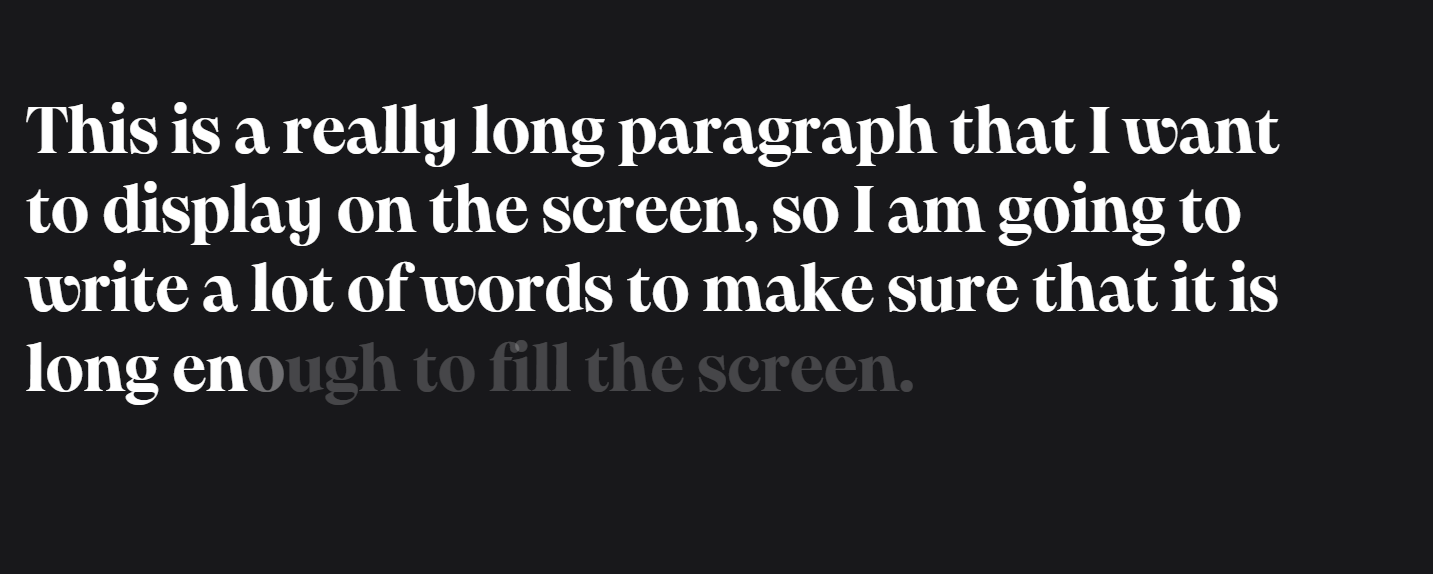 This is a really long paragraph that I want
to display on the screen, so I am going to
write a lot of words to make sure that it is
long enough to fill the screen.